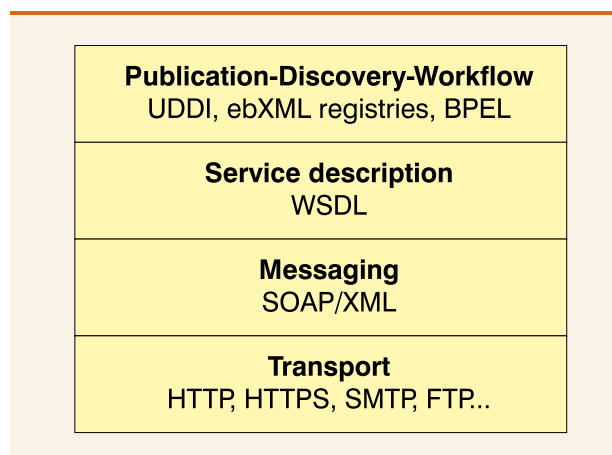 Publication-Discovery-Workflow
UDDI, ebXML registries, BPEL
Service description
WSDL
Messaging
SOAP/XML
Transport
HTTP, HTTPS, SMTP, FTP...